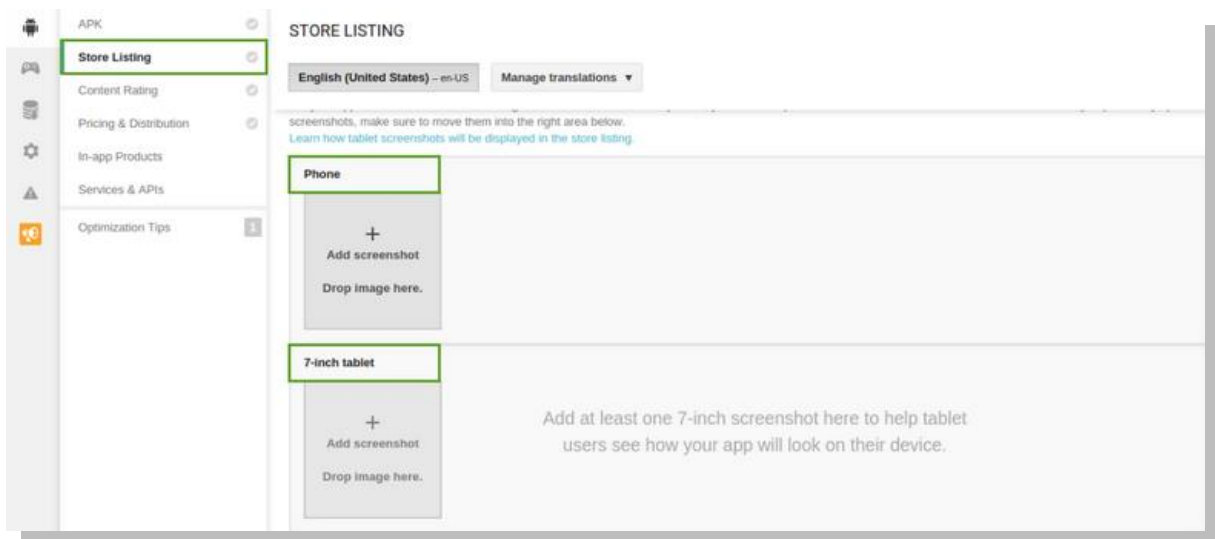 APK
Store Listing
Content Rating
Pricing & Distribution
In-app Products
Services & APIs
Optimization Tips
1
STORE LISTING
English (United States) – en-US
Manage translations ▼
screenshots, make sure to move them into the right area below.
Learn how tablet screenshots will be displayed in the store listing.
Phone
+
Add screenshot
Drop image here.
7-inch tablet
+
Add screenshot
Drop image here.
Add at least one 7-inch screenshot here to help tablet
users see how your app will look on their device.